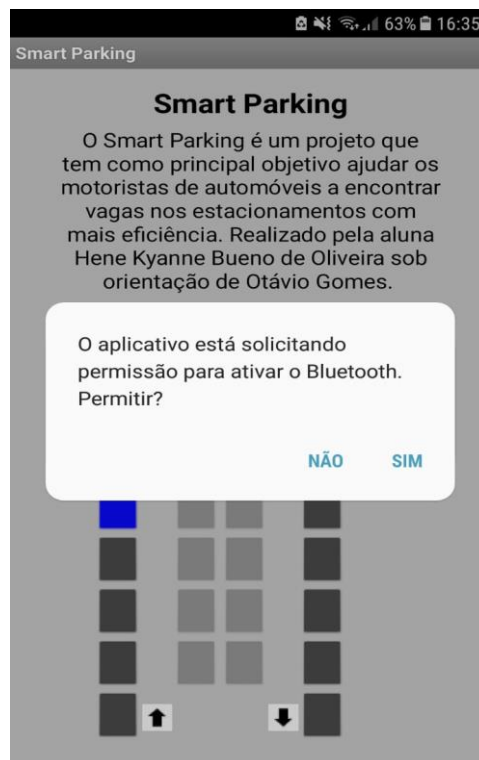 63% 16:35
Smart Parking
Smart Parking
O Smart Parking é um projeto que
tem como principal objetivo ajudar os
motoristas de automóveis a encontrar
vagas nos estacionamentos com
mais eficiência. Realizado pela aluna
Hene Kyanne Bueno de Oliveira sob
orientação de Otávio Gomes.
O aplicativo está solicitando
permissão para ativar o Bluetooth.
Permitir?
NÃO SIM